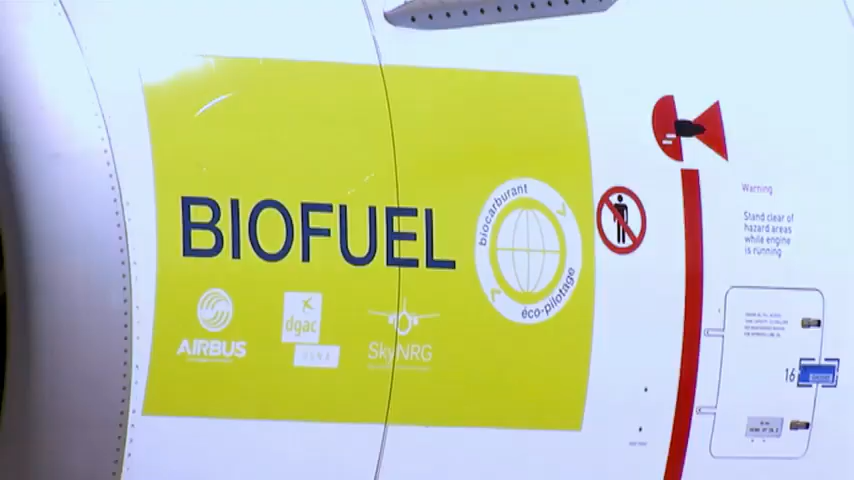 BIOFUEL
biocarburant
éco-pilotage
AIRBUS
dgac
SkyNRG
Warning
Stand clear of
hazard areas
while engine
is running
16